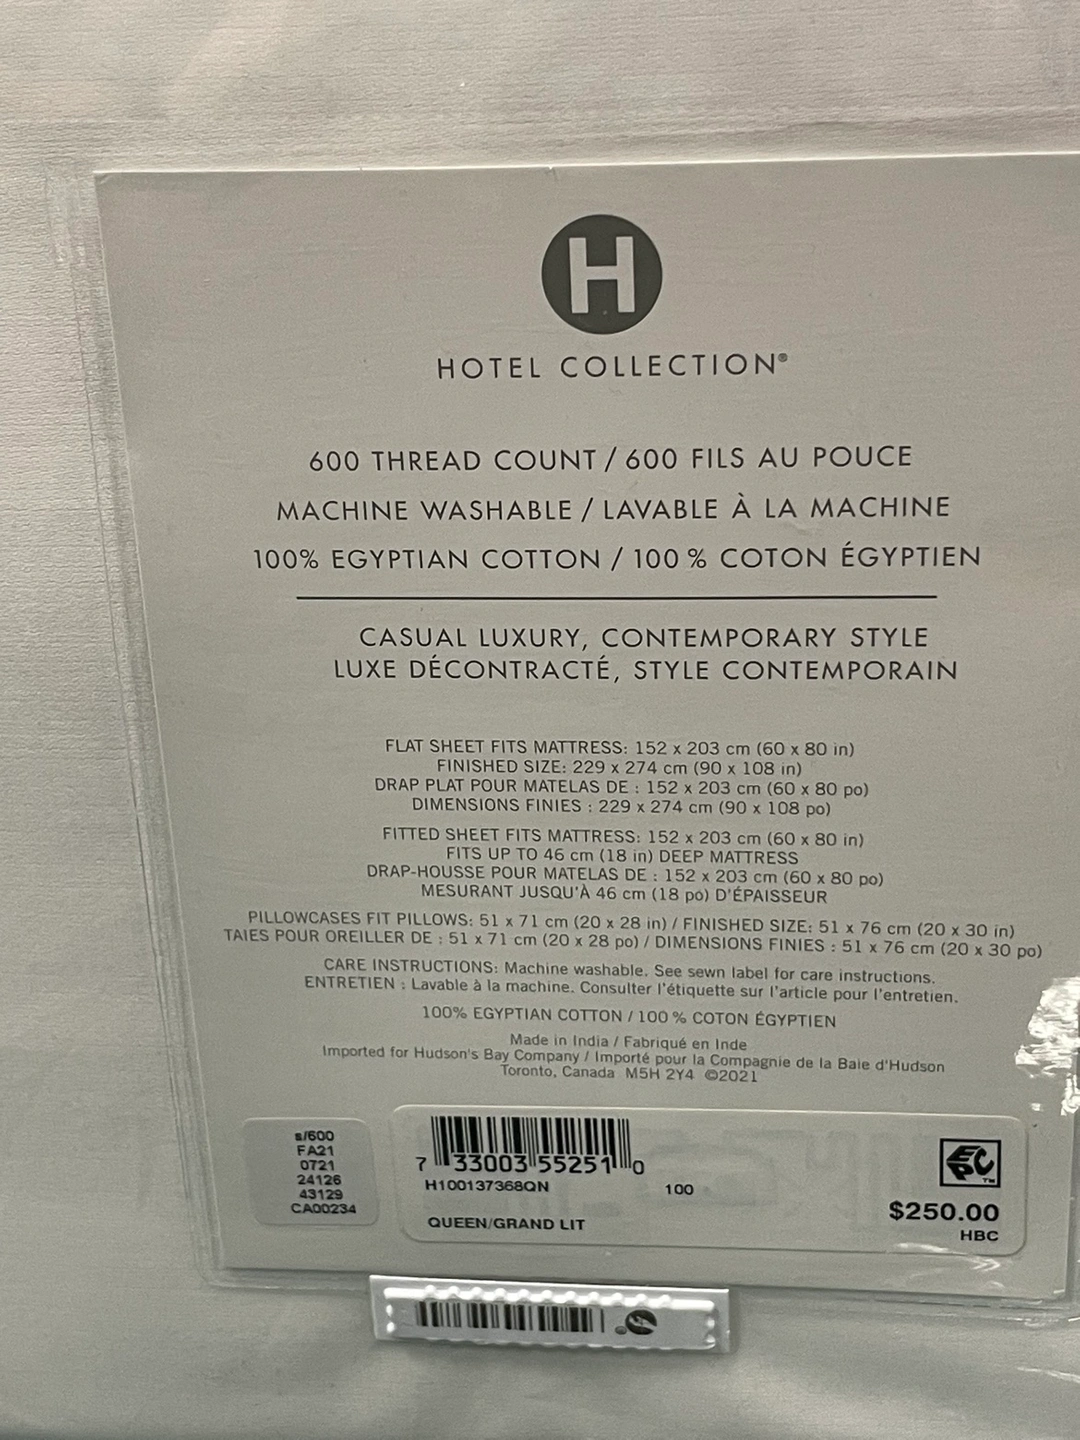 H
HOTEL COLLECTION®
600 THREAD COUNT / 600 FILS AU POUCE
MACHINE WASHABLE / LAVABLE À LA MACHINE
100% EGYPTIAN COTTON / 100 % COTON ÉGYPTIEN
CASUAL LUXURY, CONTEMPORARY STYLE
LUXE DÉCONTRACTÉ, STYLE CONTEMPORAIN
FLAT SHEET FITS MATTRESS: 152 x 203 cm (60 x 80 in)
FINISHED SIZE: 229 x 274 cm (90 x 108 in)
DRAP PLAT POUR MATELAS DE : 152 x 203 cm (60 x 80 po)
DIMENSIONS FINIES : 229 x 274 cm (90 x 108 po)
FITTED SHEET FITS MATTRESS: 152 x 203 cm (60 x 80 in)
FITS UP TO 46 cm (18 in) DEEP MATTRESS
DRAP-HOUSSE POUR MATELAS DE : 152 x 203 cm (60 x 80 po)
MESURANT JUSQU'À 46 cm (18 po) D'ÉPAISSEUR
PILLOWCASES FIT PILLOWS: 51 x 71 cm (20 x 28 in) / FINISHED SIZE: 51 x 76 cm (20 x 30 in)
TAIES POUR OREILLER DE : 51 x 71 cm (20 x 28 po) / DIMENSIONS FINIES : 51 x 76 cm (20 x 30 po)
CARE INSTRUCTIONS: Machine washable. See sewn label for care instructions.
ENTRETIEN : Lavable à la machine. Consulter l'étiquette sur l'article pour l'entretien.
100% EGYPTIAN COTTON / 100 % COTON ÉGYPTIEN
Made in India / Fabriqué en Inde
Imported for Hudson's Bay Company / Importé pour la Compagnie de la Baie d'Hudson
Toronto, Canada M5H 2Y4 ©2021
s/600
FA21
0721
24126
43129
CA00234
7 33003 55251 0
H100137368QN
100
QUEEN/GRAND LIT
EPC™
$250.00
HBC